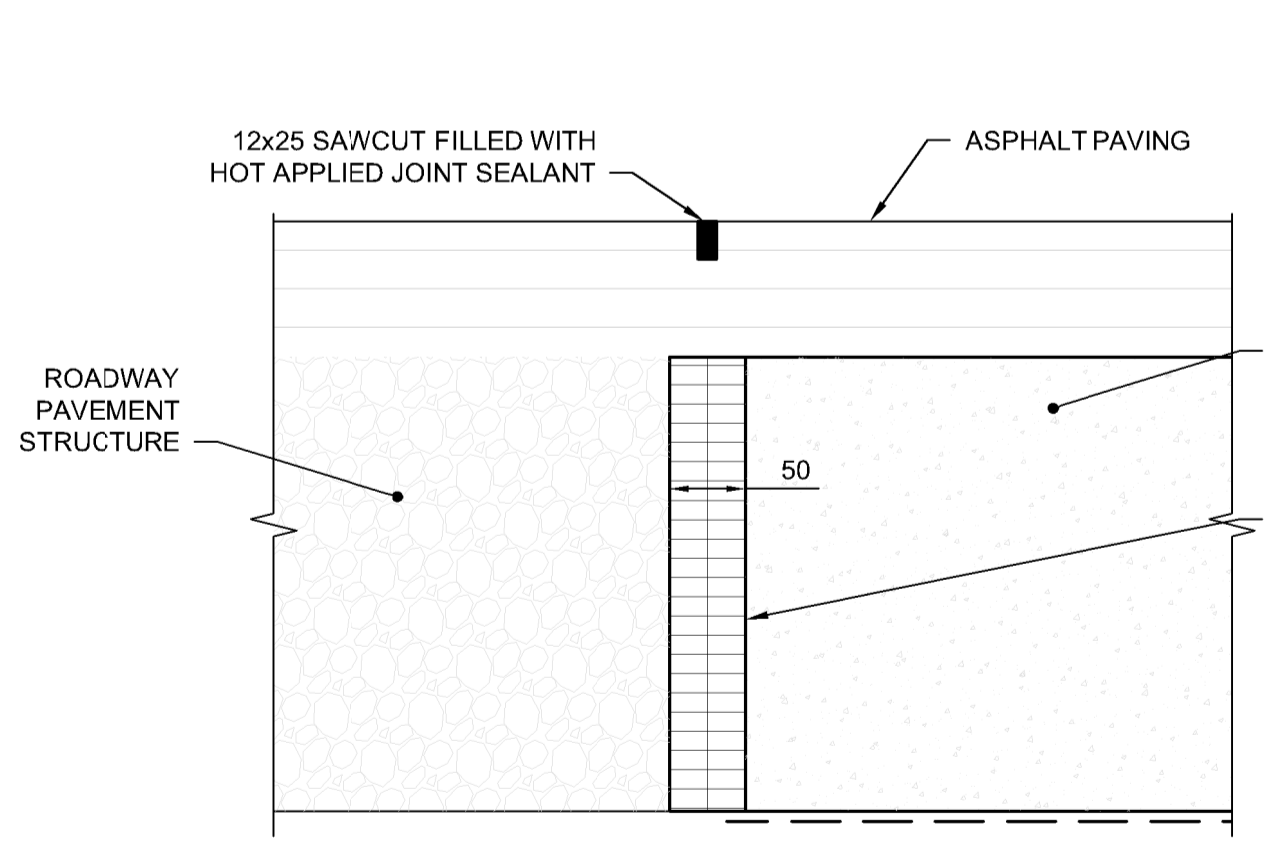 12x25 SAWCUT FILLED WITH
HOT APPLIED JOINT SEALANT
ASPHALT PAVING
ROADWAY
PAVEMENT
STRUCTURE
50